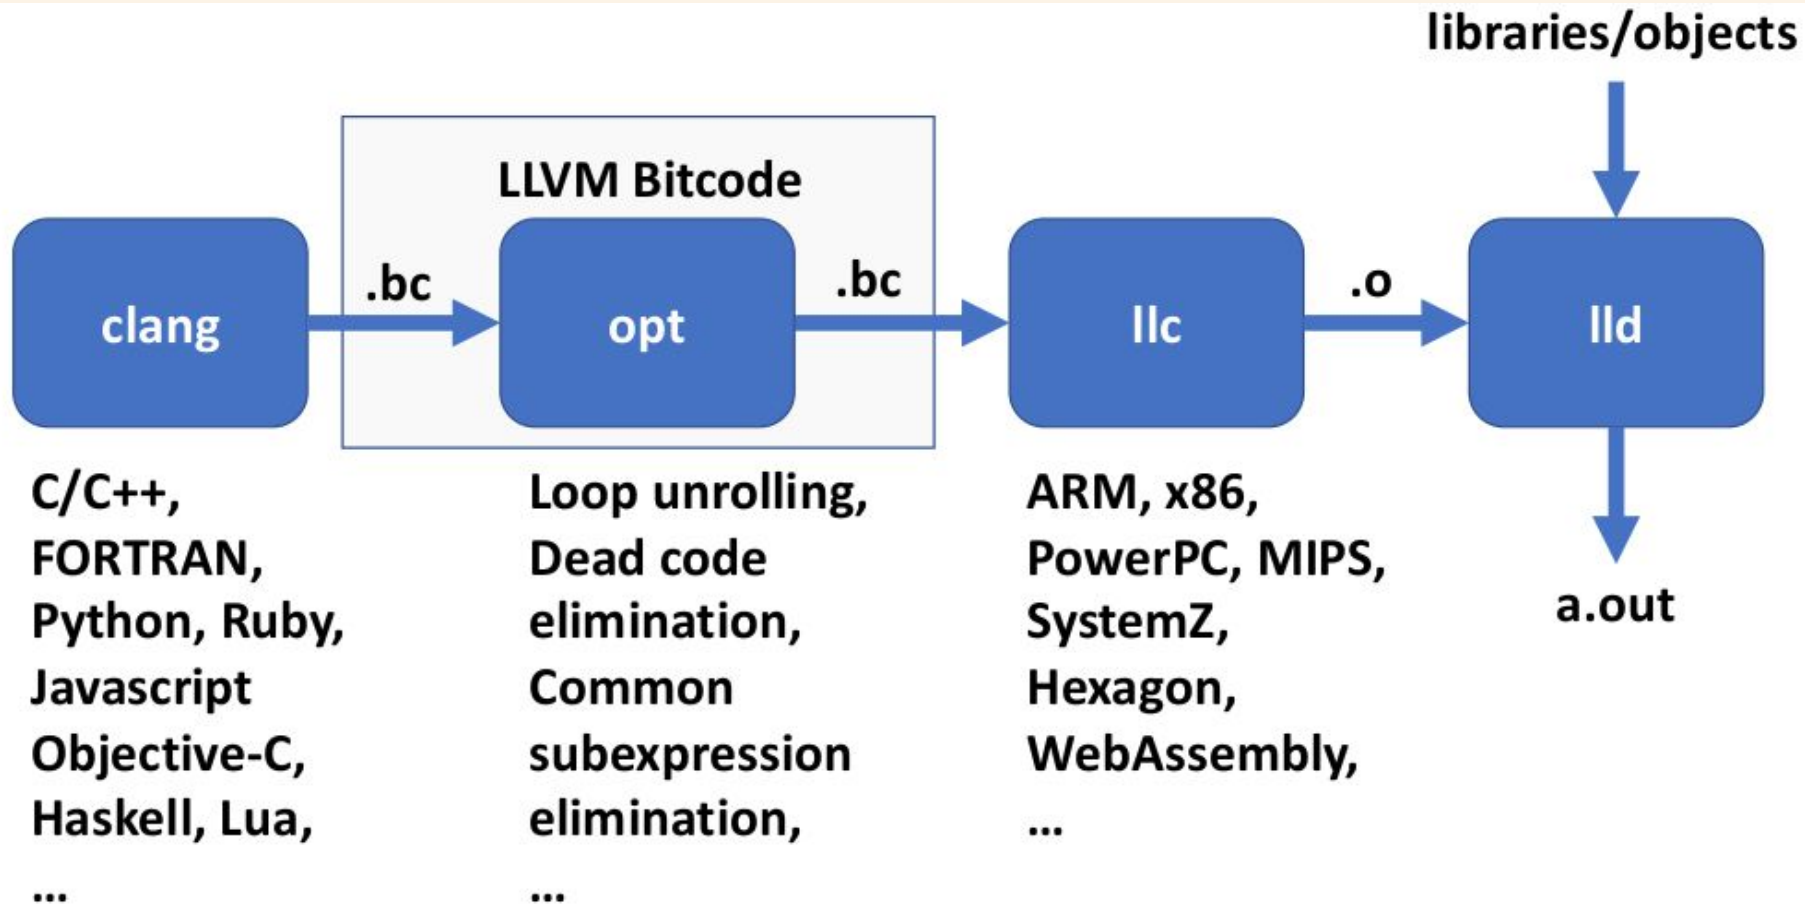 libraries/objects
LLVM Bitcode
clang
.bc
opt
.bc
llc
.o
lld
a.out
C/C++,
FORTRAN,
Python, Ruby,
Javascript
Objective-C,
Haskell, Lua,
...
Loop unrolling,
Dead code
elimination,
Common
subexpression
elimination,
...
ARM, x86,
PowerPC, MIPS,
SystemZ,
Hexagon,
WebAssembly,
...